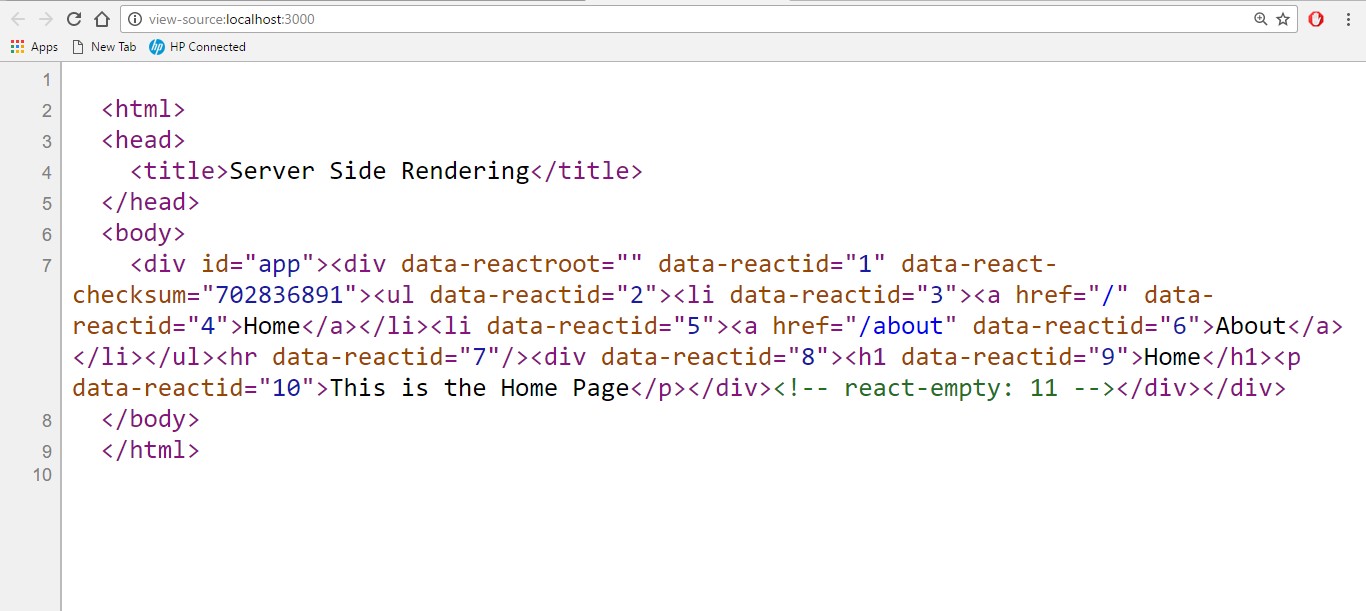 view-source:localhost:3000
Apps New Tab hp HP Connected
1
2 <html>
3 <head>
4 <title>Server Side Rendering</title>
5 </head>
6 <body>
7 <div id="app"><div data-reactroot="" data-reactid="1" data-react-
checksum="702836891"><ul data-reactid="2"><li data-reactid="3"><a href="/" data-
reactid="4">Home</a></li><li data-reactid="5"><a href="/about" data-reactid="6">About</a>
</li></ul><hr data-reactid="7"/><div data-reactid="8"><h1 data-reactid="9">Home</h1><p
data-reactid="10">This is the Home Page</p></div><!-- react-empty: 11 --></div></div>
8 </body>
9 </html>
10